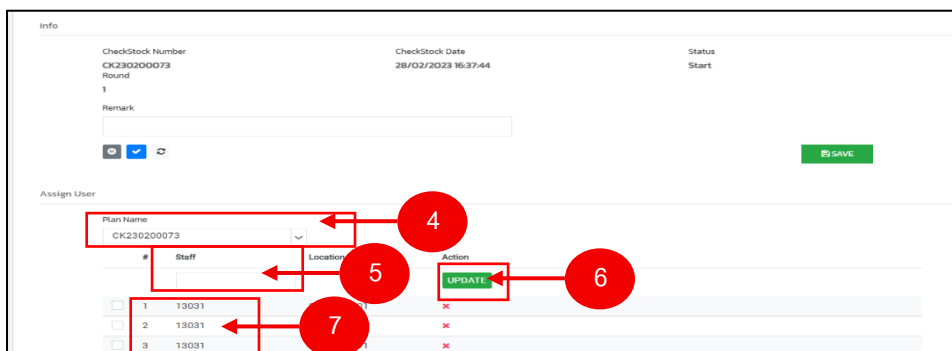 Info
CheckStock Number CheckStock Date Status
CK230200073 28/02/2023 16:37:44 Start
Round
1
Remark
SAVE
Assign User
Plan Name
4
CK230200073
# Staff Location Action
5
UPDATE
6
1 13031
2 13031
7
3 13031